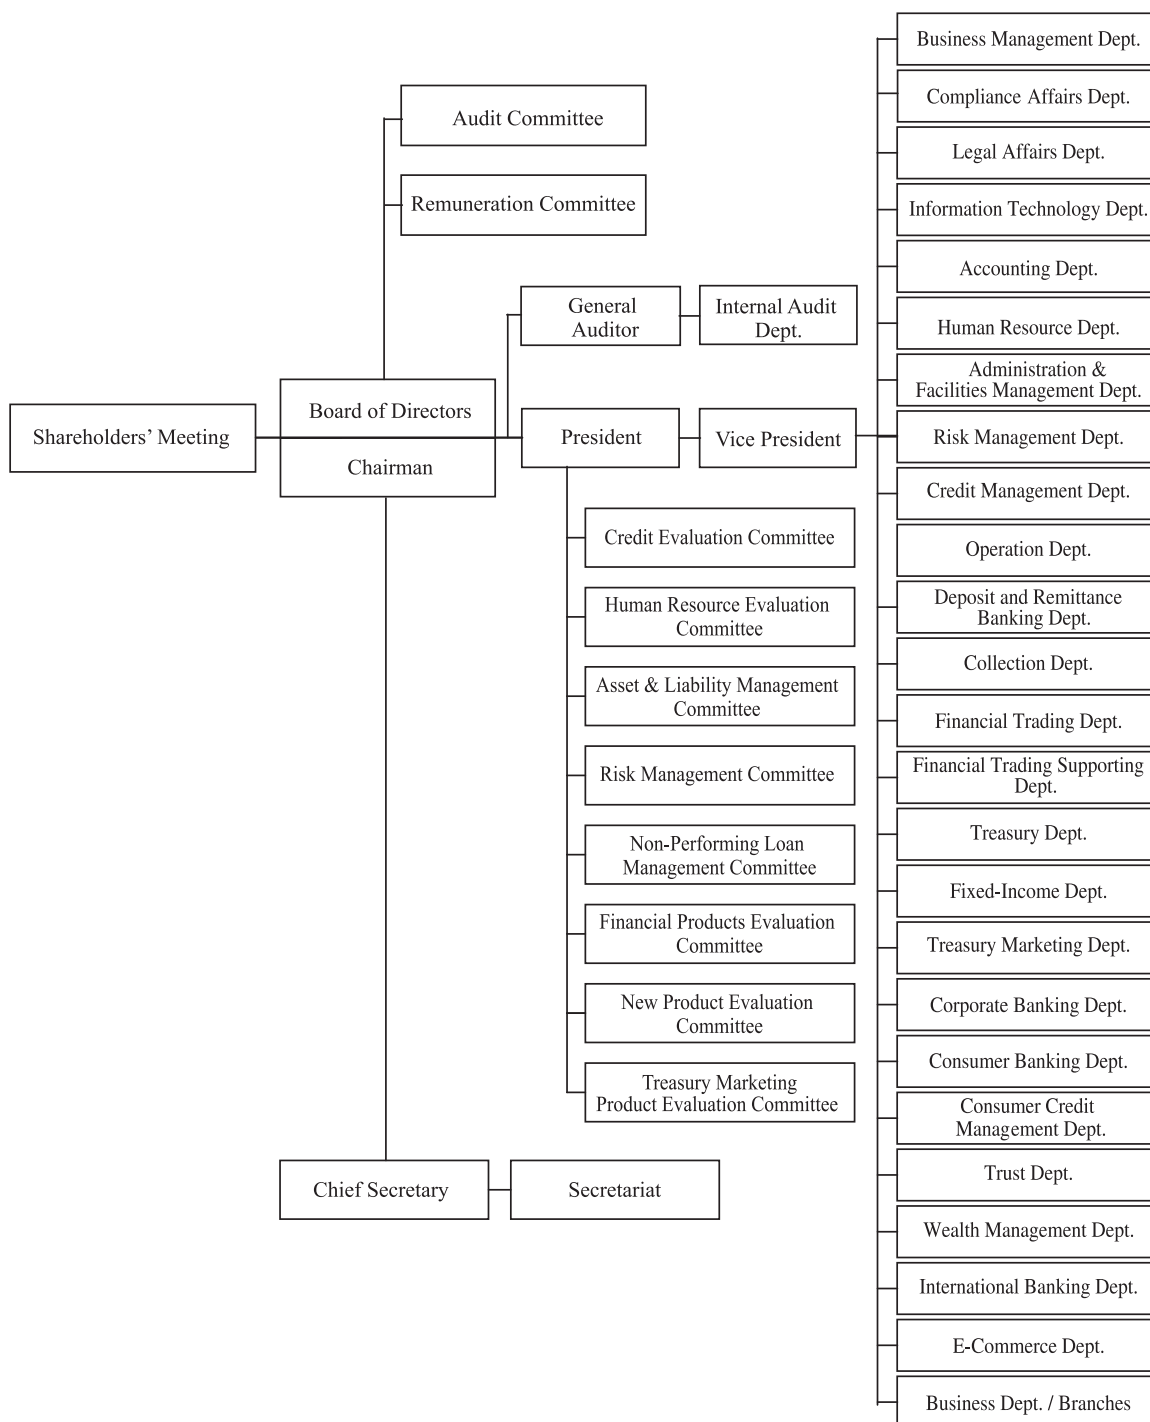 Shareholders' Meeting
Board of Directors
Chairman
Audit Committee
Remuneration Committee
General
Auditor
Internal Audit
Dept.
President
Vice President
Credit Evaluation Committee
Human Resource Evaluation
Committee
Asset & Liability Management
Committee
Risk Management Committee
Non-Performing Loan
Management Committee
Financial Products Evaluation
Committee
New Product Evaluation
Committee
Treasury Marketing
Product Evaluation Committee
Chief Secretary
Secretariat
Business Management Dept.
Compliance Affairs Dept.
Legal Affairs Dept.
Information Technology Dept.
Accounting Dept.
Human Resource Dept.
Administration &
Facilities Management Dept.
Risk Management Dept.
Credit Management Dept.
Operation Dept.
Deposit and Remittance
Banking Dept.
Collection Dept.
Financial Trading Dept.
Financial Trading Supporting
Dept.
Treasury Dept.
Fixed-Income Dept.
Treasury Marketing Dept.
Corporate Banking Dept.
Consumer Banking Dept.
Consumer Credit
Management Dept.
Trust Dept.
Wealth Management Dept.
International Banking Dept.
E-Commerce Dept.
Business Dept. / Branches